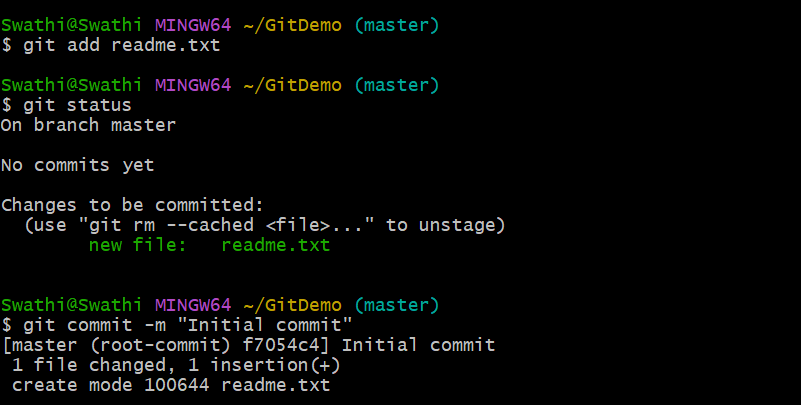 Swathi@Swathi MINGW64 ~/GitDemo (master)
$ git add readme.txt
Swathi@Swathi MINGW64 ~/GitDemo (master)
$ git status
On branch master
No commits yet
Changes to be committed:
  (use "git rm --cached <file>..." to unstage)
        new file:   readme.txt
Swathi@Swathi MINGW64 ~/GitDemo (master)
$ git commit -m "Initial commit"
[master (root-commit) f7054c4] Initial commit
 1 file changed, 1 insertion(+)
 create mode 100644 readme.txt